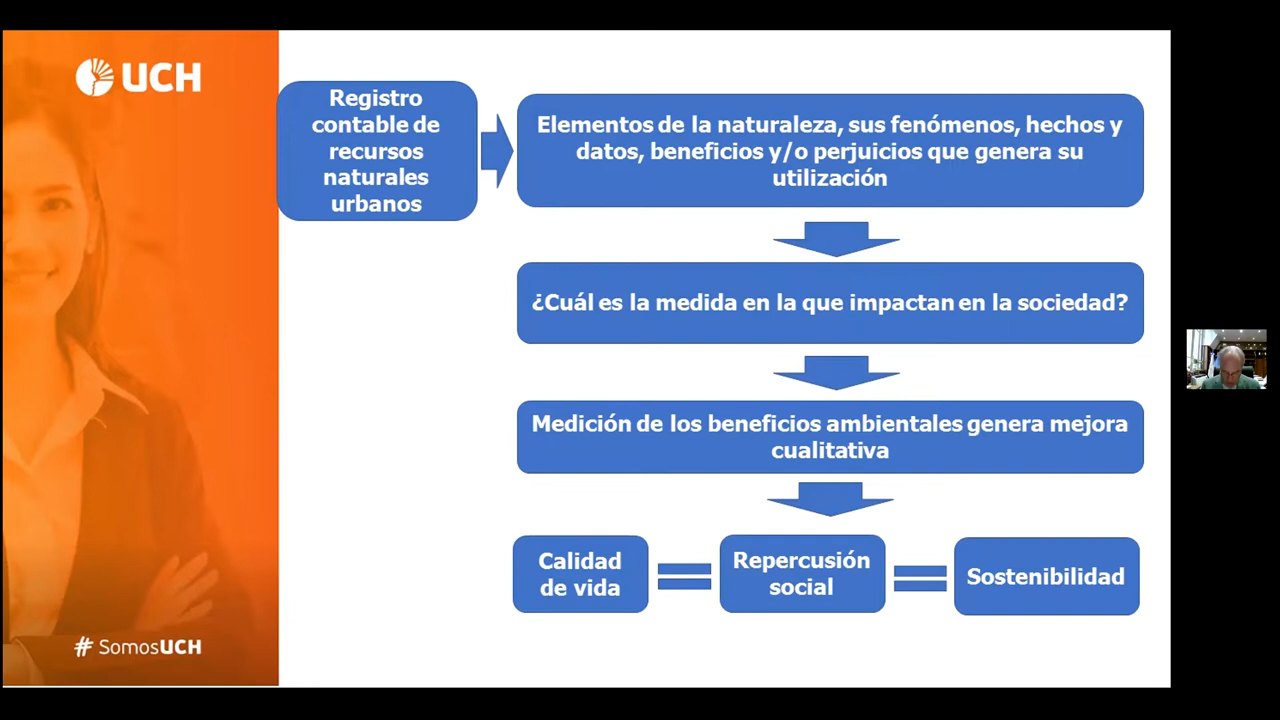 UCH
Registro
contable de
recursos
naturales
urbanos
Elementos de la naturaleza, sus fenómenos, hechos y
datos, beneficios y/o perjuicios que genera su
utilización
¿Cuál es la medida en la que impactan en la sociedad?
Medición de los beneficios ambientales genera mejora
cualitativa
Calidad
de vida
Repercusión
social
Sostenibilidad
# SomosUCH